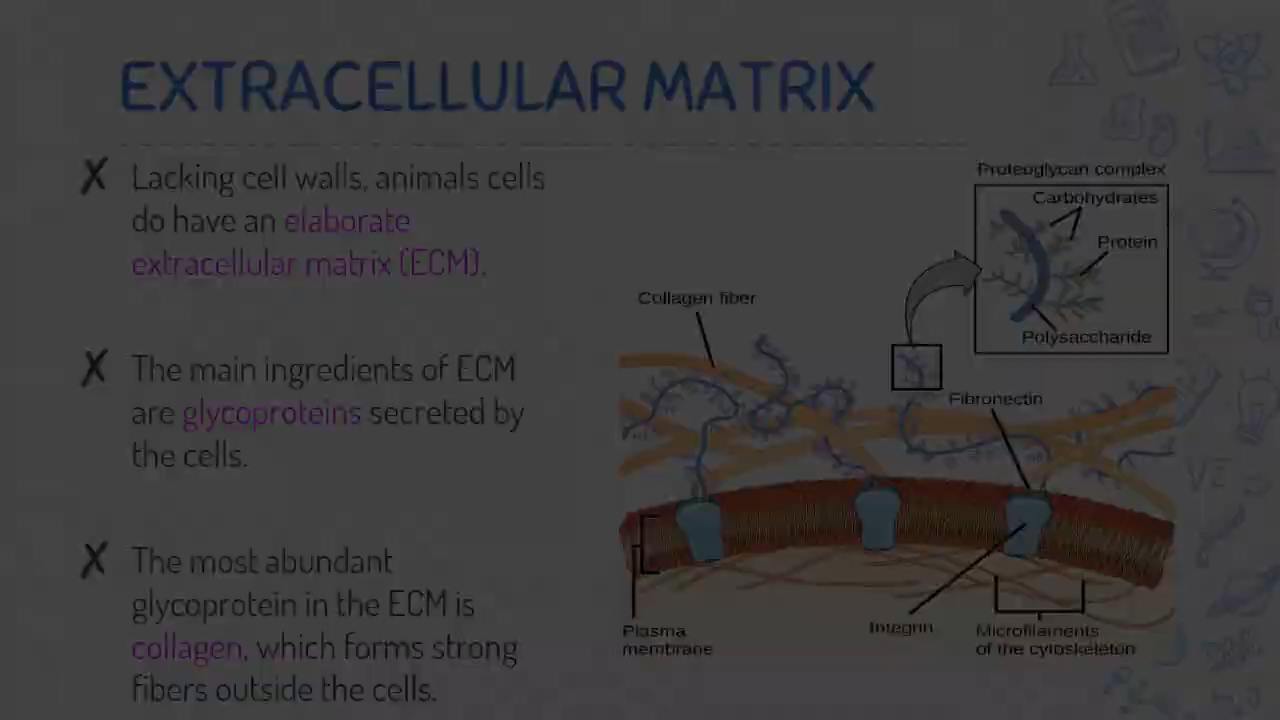 EXTRACELLULAR MATRIX
✗ Lacking cell walls, animals cells
do have an elaborate
extracellular matrix (ECM).
✗ The main ingredients of ECM
are glycoproteins secreted by
the cells.
✗ The most abundant
glycoprotein in the ECM is
collagen, which forms strong
fibers outside the cells.
Proteoglycan complex
Carbohydrates
Protein
Polysaccharide
Collagen fiber
Fibronectin
Plasma
membrane
Integrin
Microfilaments
of the cytoskeleton